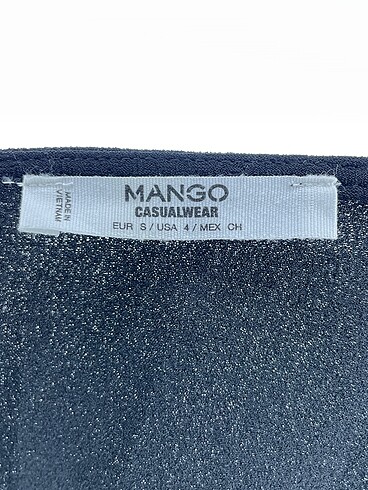 MANGO
CASUALWEAR
EUR S / USA 4 / MEX CH
MADE IN
VIETNAM